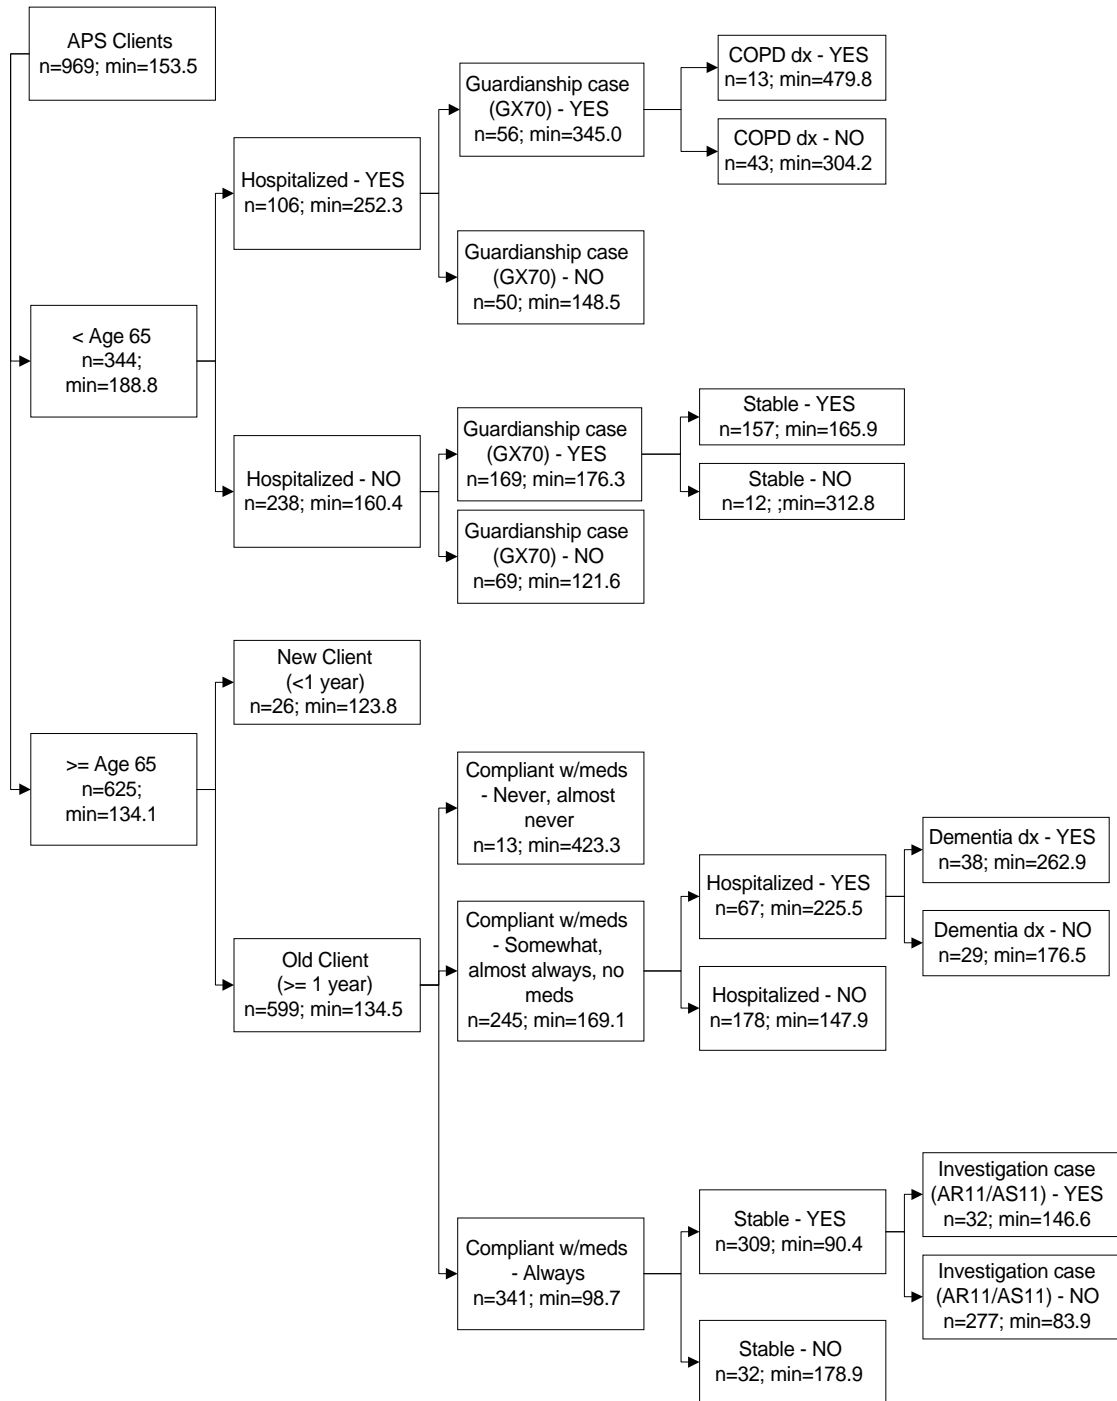 APS Clients
n=969; min=153.5
< Age 65
n=344;
min=188.8
Hospitalized - YES
n=106; min=252.3
Guardianship case
(GX70) - YES
n=56; min=345.0
COPD dx - YES
n=13; min=479.8
COPD dx - NO
n=43; min=304.2
Guardianship case
(GX70) - NO
n=50; min=148.5
Hospitalized - NO
n=238; min=160.4
Guardianship case
(GX70) - YES
n=169; min=176.3
Stable - YES
n=157; min=165.9
Stable - NO
n=12; ;min=312.8
Guardianship case
(GX70) - NO
n=69; min=121.6
>= Age 65
n=625;
min=134.1
New Client
(<1 year)
n=26; min=123.8
Old Client
(>= 1 year)
n=599; min=134.5
Compliant w/meds
- Never, almost
never
n=13; min=423.3
Compliant w/meds
- Somewhat,
almost always, no
meds
n=245; min=169.1
Hospitalized - YES
n=67; min=225.5
Dementia dx - YES
n=38; min=262.9
Dementia dx - NO
n=29; min=176.5
Hospitalized - NO
n=178; min=147.9
Compliant w/meds
- Always
n=341; min=98.7
Stable - YES
n=309; min=90.4
Investigation case
(AR11/AS11) - YES
n=32; min=146.6
Investigation case
(AR11/AS11) - NO
n=277; min=83.9
Stable - NO
n=32; min=178.9